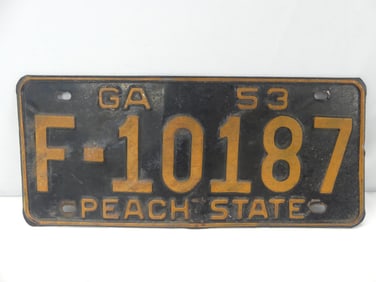 GA 53
F-10187
PEACH STATE